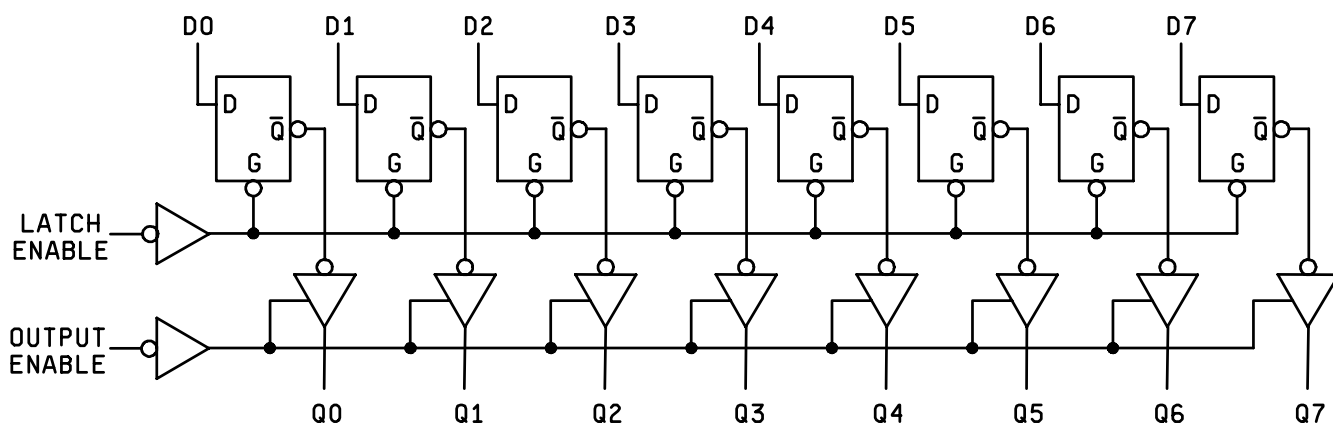 D0 D1 D2 D3 D4 D5 D6 D7
D D D D D D D D
Q̅ Q̅ Q̅ Q̅ Q̅ Q̅ Q̅ Q̅
G G G G G G G G
LATCH
ENABLE
OUTPUT
ENABLE
Q0 Q1 Q2 Q3 Q4 Q5 Q6 Q7